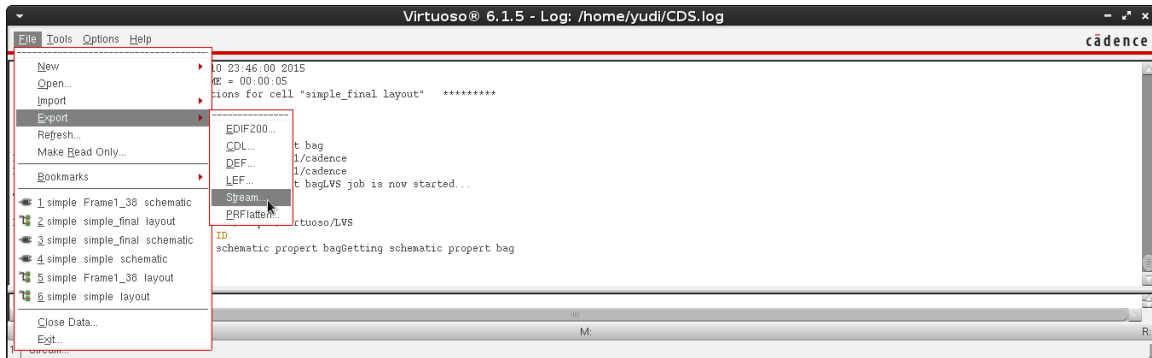 Virtuoso® 6.1.5 - Log: /home/yudi/CDS.log
File Tools Options Help
cādence
New
Open...
Import
Export
Refresh...
Make Read Only...
Bookmarks
1 simple Frame1_38 schematic
2 simple simple_final layout
3 simple simple_final schematic
4 simple simple schematic
5 simple Frame1_38 layout
6 simple simple layout
Close Data...
Exit...
EDIF200...
CDL...
DEF...
LEF...
Stream...
PRFlatten...
10 23:46:00 2015
ME = 00:00:05
tions for cell "simple_final layout" *********
t bag
1/cadence
1/cadence
t bagLVS job is now started...
rtuoso/LVS
ID.
schematic propert bagGetting schematic propert bag
M:
R: